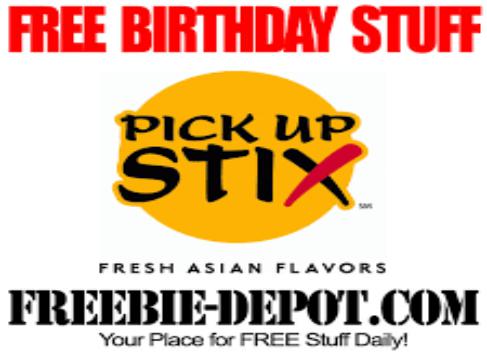 FREE BIRTHDAY STUFF
PICK UP
STIX
SM
FRESH ASIAN FLAVORS
FREEBIE-DEPOT.COM
Your Place for FREE Stuff Daily!